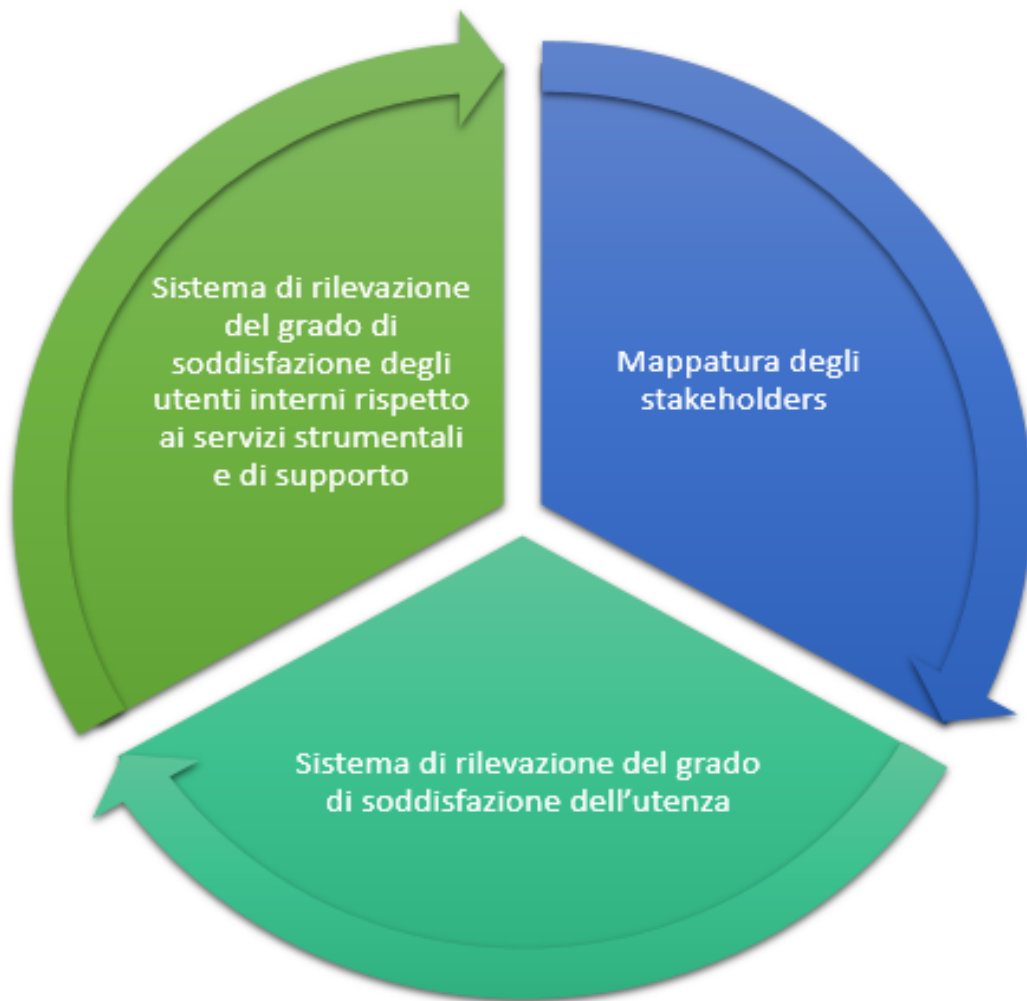 Sistema di rilevazione
del grado di
soddisfazione degli
utenti interni rispetto
ai servizi strumentali
e di supporto
Mappatura degli
stakeholders
Sistema di rilevazione del grado
di soddisfazione dell’utenza